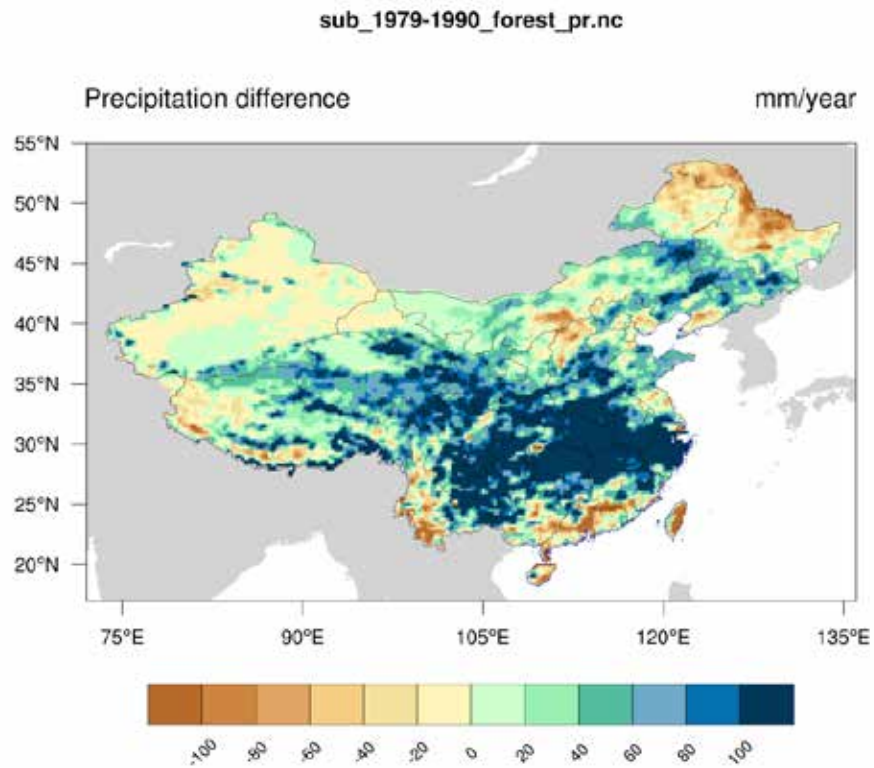 sub_1979-1990_forest_pr.nc
Precipitation difference mm/year
55°N
50°N
45°N
40°N
35°N
30°N
25°N
20°N
75°E 90°E 105°E 120°E 135°E
-100 -80 -60 -40 -20 0 20 40 60 80 100